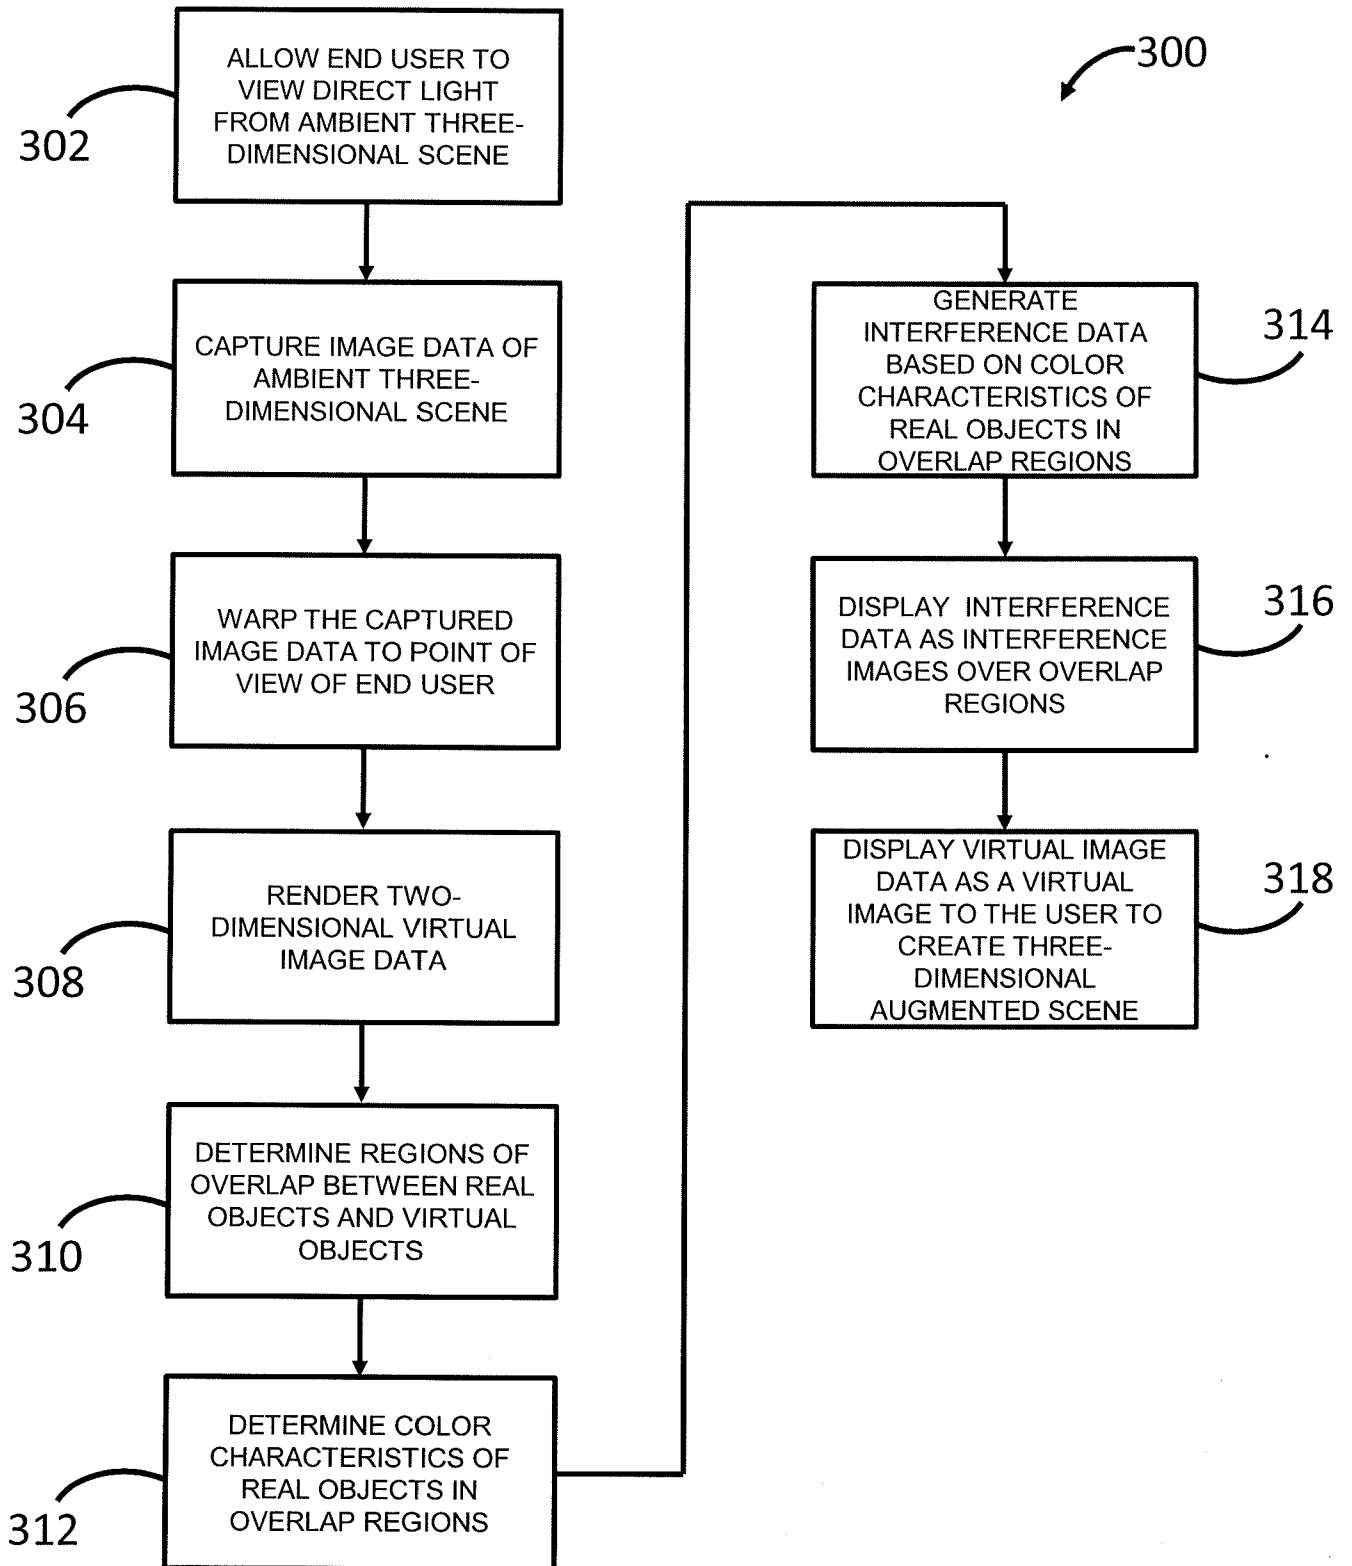 302
ALLOW END USER TO
VIEW DIRECT LIGHT
FROM AMBIENT THREE-
DIMENSIONAL SCENE
304
CAPTURE IMAGE DATA OF
AMBIENT THREE-
DIMENSIONAL SCENE
306
WARP THE CAPTURED
IMAGE DATA TO POINT OF
VIEW OF END USER
308
RENDER TWO-
DIMENSIONAL VIRTUAL
IMAGE DATA
310
DETERMINE REGIONS OF
OVERLAP BETWEEN REAL
OBJECTS AND VIRTUAL
OBJECTS
312
DETERMINE COLOR
CHARACTERISTICS OF
REAL OBJECTS IN
OVERLAP REGIONS
300
GENERATE
INTERFERENCE DATA
BASED ON COLOR
CHARACTERISTICS OF
REAL OBJECTS IN
OVERLAP REGIONS
314
DISPLAY INTERFERENCE
DATA AS INTERFERENCE
IMAGES OVER OVERLAP
REGIONS
316
DISPLAY VIRTUAL IMAGE
DATA AS A VIRTUAL
IMAGE TO THE USER TO
CREATE THREE-
DIMENSIONAL
AUGMENTED SCENE
318